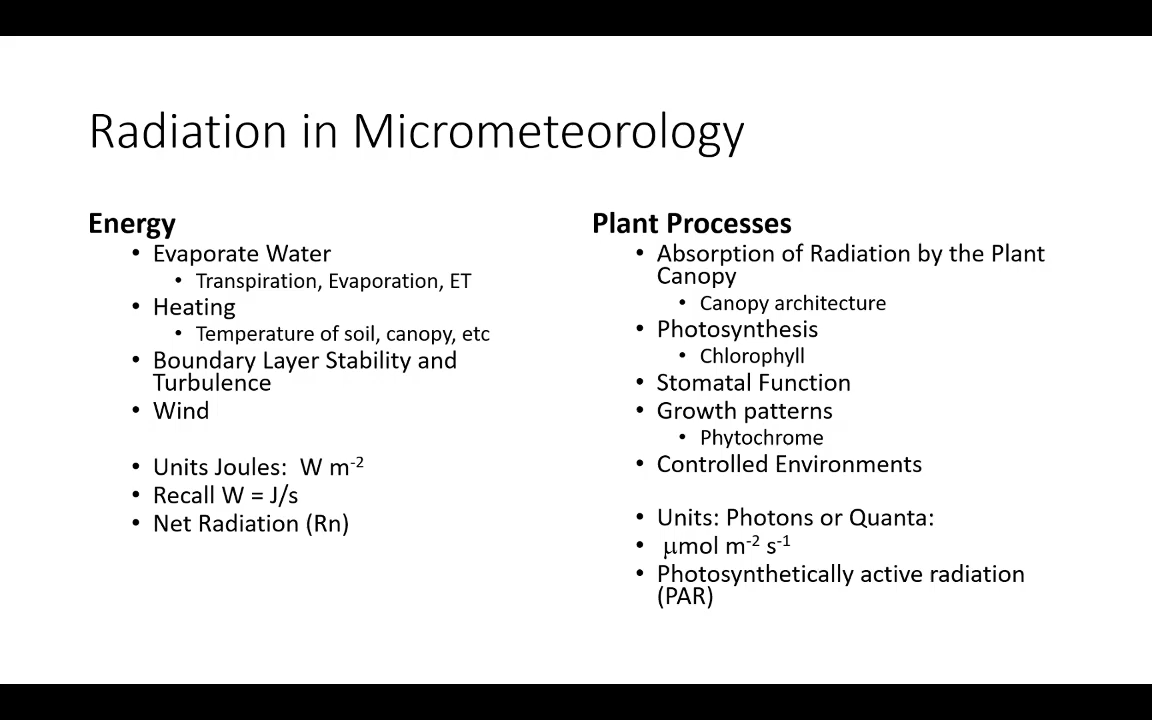 Radiation in Micrometeorology
Energy
• Evaporate Water
• Transpiration, Evaporation, ET
• Heating
• Temperature of soil, canopy, etc
• Boundary Layer Stability and
Turbulence
• Wind
• Units Joules:  W m⁻²
• Recall W = J/s
• Net Radiation (Rn)
Plant Processes
• Absorption of Radiation by the Plant
Canopy
• Canopy architecture
• Photosynthesis
• Chlorophyll
• Stomatal Function
• Growth patterns
• Phytochrome
• Controlled Environments
• Units: Photons or Quanta:
• μmol m⁻² s⁻¹
• Photosynthetically active radiation
(PAR)